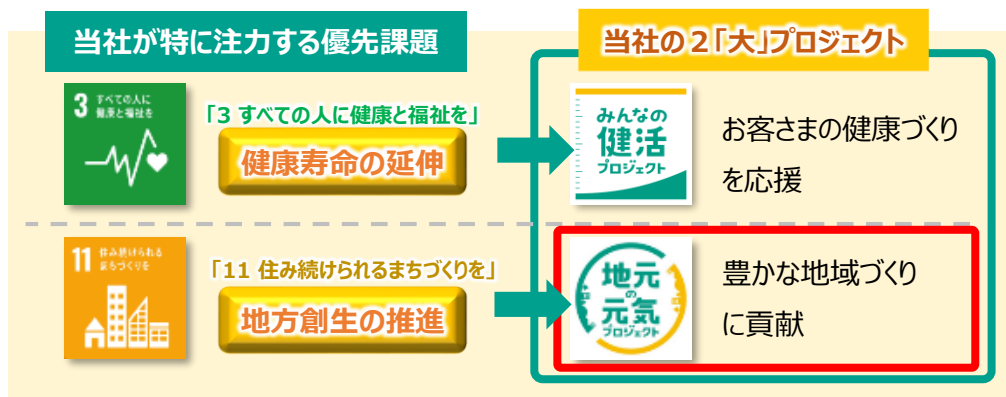 当社が特に注力する優先課題
当社の2「大」プロジェクト
3 すべての人に
健康と福祉を
「3 すべての人に健康と福祉を」
健康寿命の延伸
みんなの
健活
プロジェクト
お客さまの健康づくり
を応援
11 住み続けられる
まちづくりを
「11 住み続けられるまちづくりを」
地方創生の推進
地元
の
元気
プロジェクト
豊かな地域づくり
に貢献